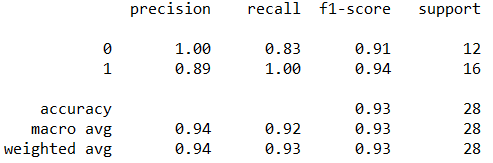 precision recall f1-score support
0 1.00 0.83 0.91 12
1 0.89 1.00 0.94 16
accuracy 0.93 28
macro avg 0.94 0.92 0.93 28
weighted avg 0.94 0.93 0.93 28